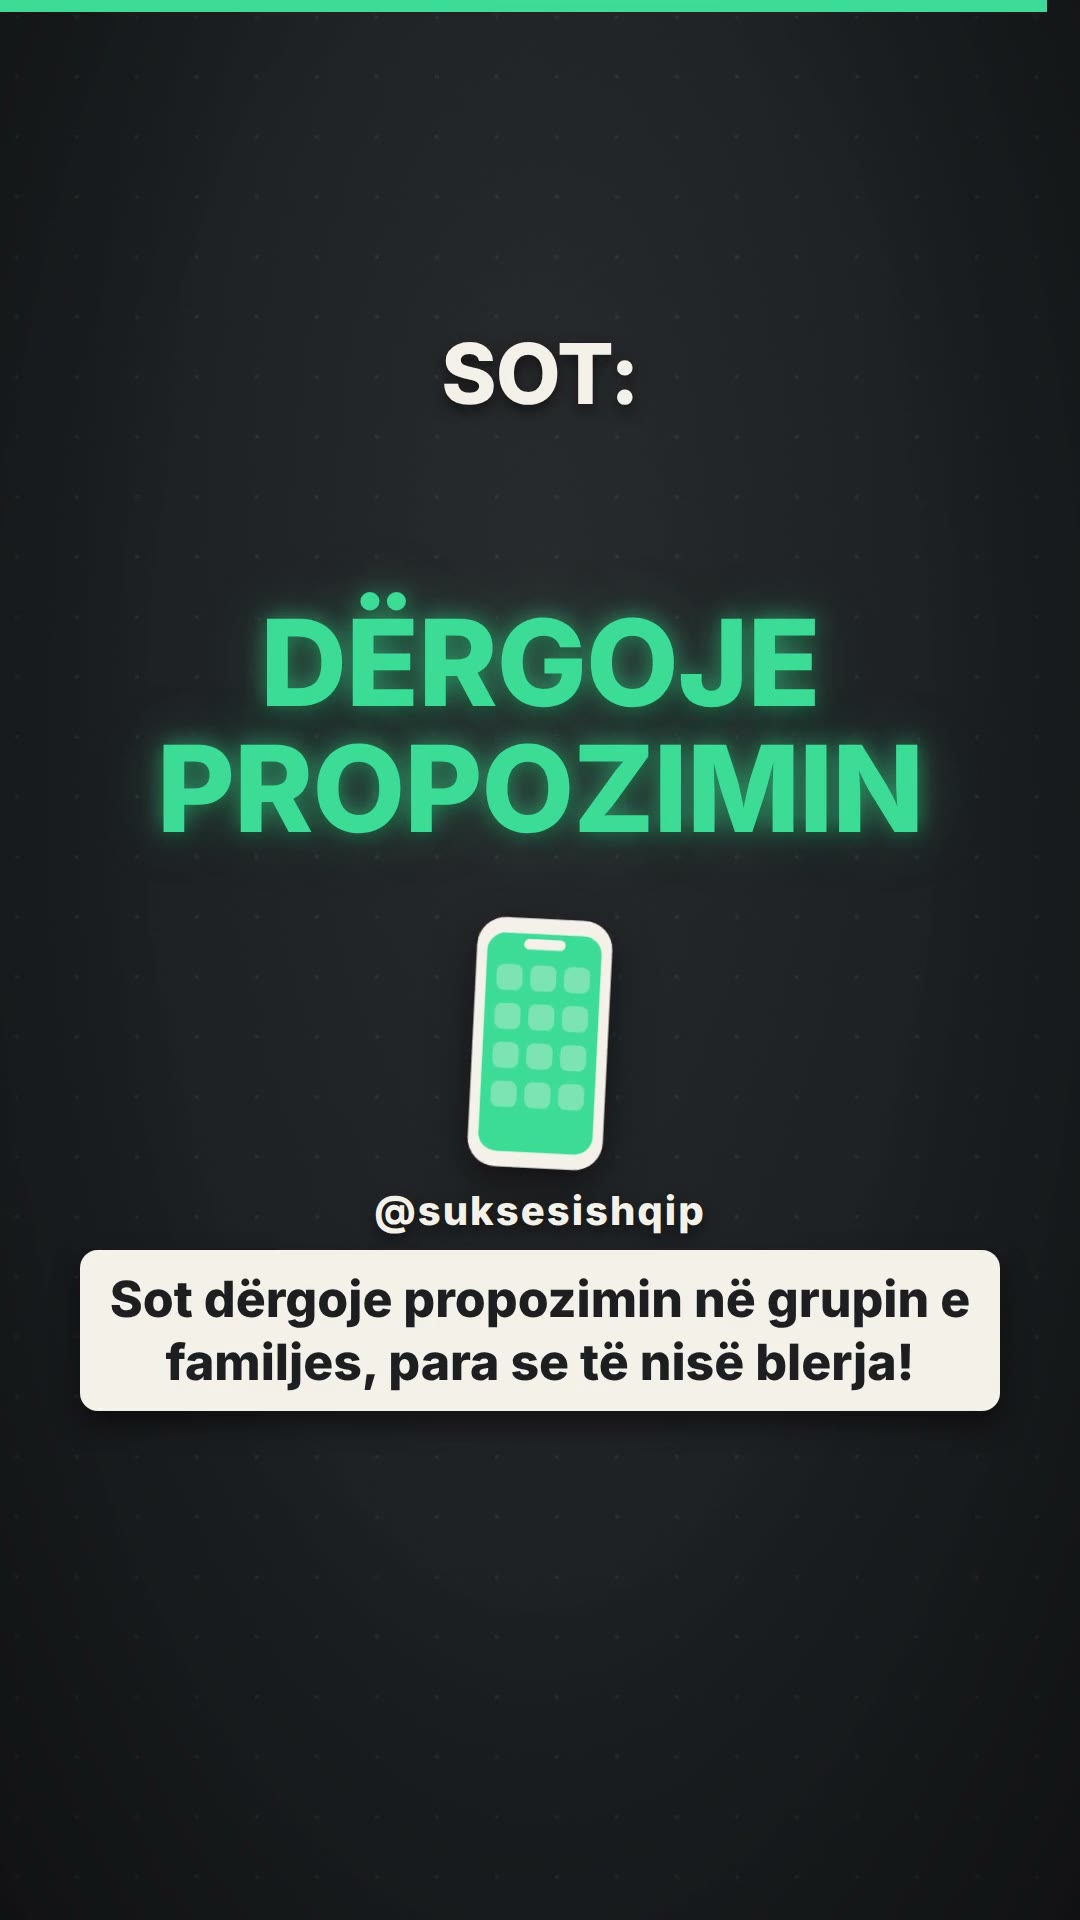 SOT:
DËRGOJE
PROPOZIMIN
@suksesishqip
Sot dërgoje propozimin në grupin e
familjes, para se të nisë blerja!